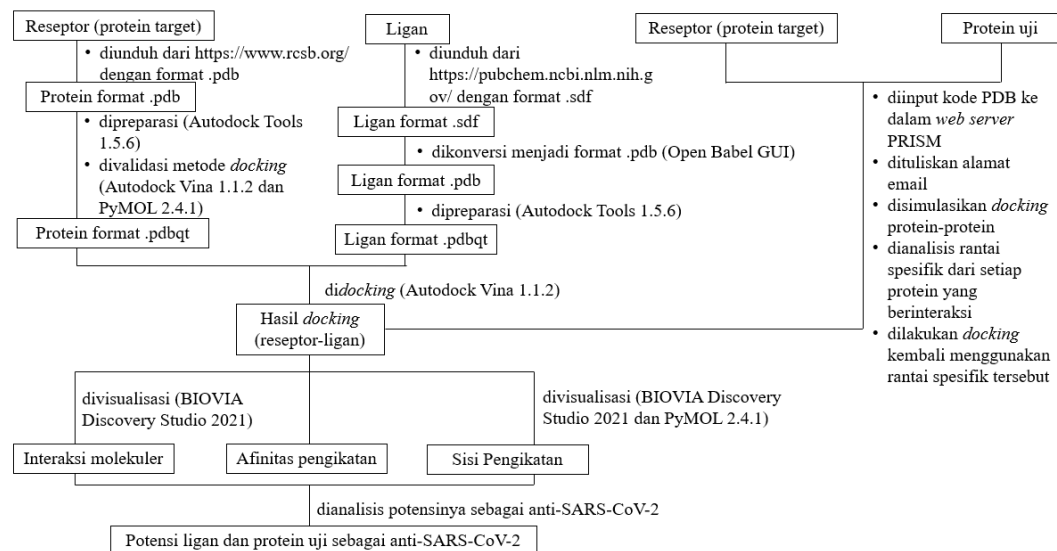 Reseptor (protein target)
• diunduh dari https://www.rcsb.org/
dengan format .pdb
Protein format .pdb
• dipreparasi (Autodock Tools
1.5.6)
• divalidasi metode docking
(Autodock Vina 1.1.2 dan
PyMOL 2.4.1)
Protein format .pdbqt
Ligan
• diunduh dari
https://pubchem.ncbi.nlm.nih.g
ov/ dengan format .sdf
Ligan format .sdf
• dikonversi menjadi format .pdb (Open Babel GUI)
Ligan format .pdb
• dipreparasi (Autodock Tools 1.5.6)
Ligan format .pdbqt
Reseptor (protein target)
Protein uji
• diinput kode PDB ke
dalam web server
PRISM
• dituliskan alamat
email
• disimulasikan docking
protein-protein
• dianalisis rantai
spesifik dari setiap
protein yang
berinteraksi
• dilakukan docking
kembali menggunakan
rantai spesifik tersebut
didocking (Autodock Vina 1.1.2)
Hasil docking
(reseptor-ligan)
divisualisasi (BIOVIA
Discovery Studio 2021)
divisualisasi (BIOVIA Discovery
Studio 2021 dan PyMOL 2.4.1)
Interaksi molekuler
Afinitas pengikatan
Sisi Pengikatan
dianalisis potensinya sebagai anti-SARS-CoV-2
Potensi ligan dan protein uji sebagai anti-SARS-CoV-2